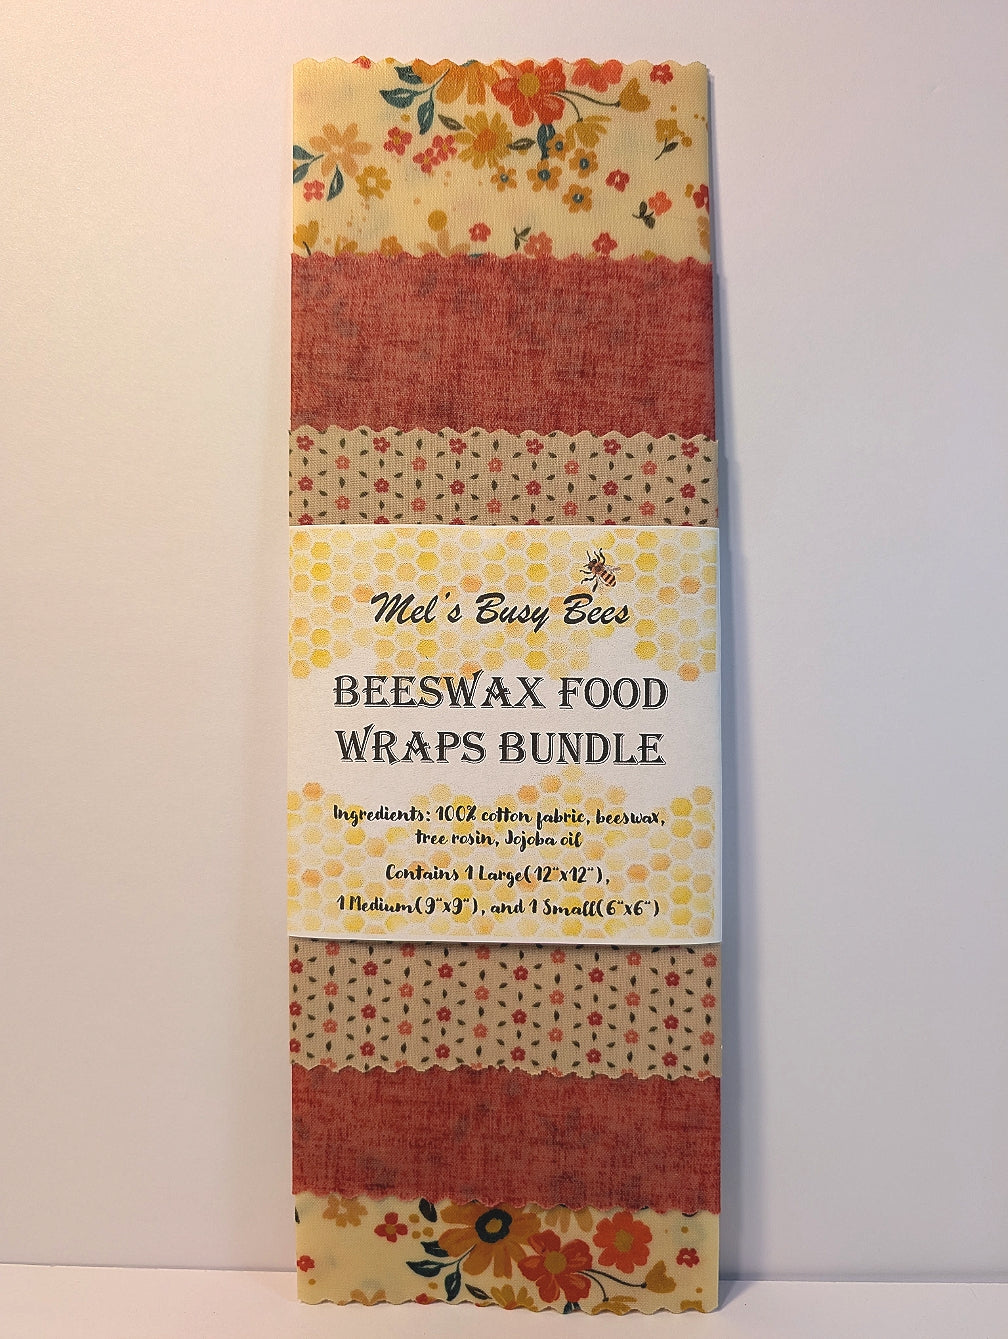 Mel's Busy Bees
BEESWAX FOOD
WRAPS BUNDLE
Ingredients: 100% cotton fabric, beeswax,
tree rosin, Jojoba oil
Contains 1 Large(12"x12"),
1 Medium(9"x9"), and 1 Small(6"x6")